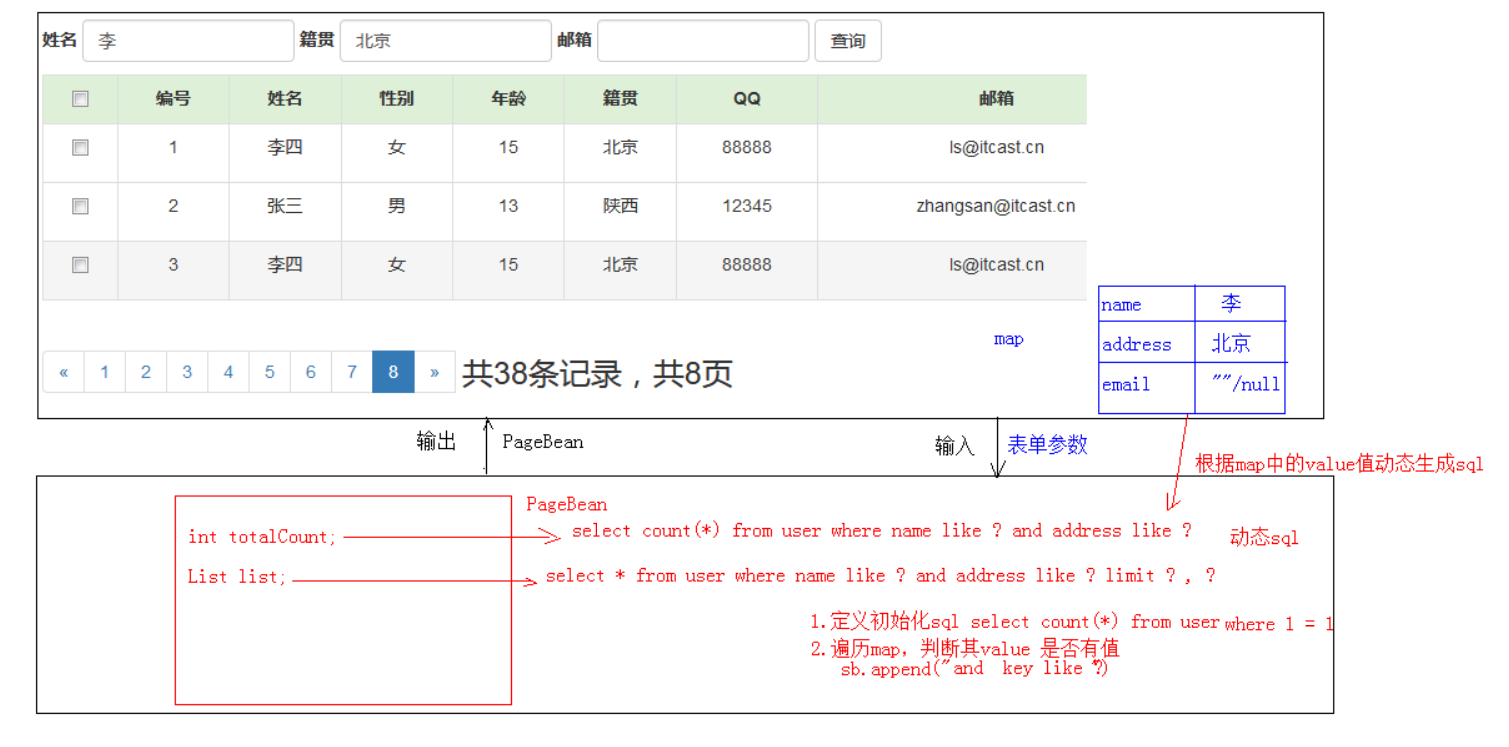 姓名 李 籍贯 北京 邮箱 查询
编号 姓名 性别 年龄 籍贯 QQ 邮箱
1 李四 女 15 北京 88888 ls@itcast.cn
2 张三 男 13 陕西 12345 zhangsan@itcast.cn
3 李四 女 15 北京 88888 ls@itcast.cn
name 李
map
address 北京
email ""/null
« 1 2 3 4 5 6 7 8 » 共38条记录，共8页
输出 PageBean 输入 表单参数
根据map中的value值动态生成sql
PageBean
int totalCount; select count(*) from user where name like ? and address like ? 动态sql
List list; select * from user where name like ? and address like ? limit ? , ?
1.定义初始化sql select count(*) from user where 1 = 1
2.遍历map，判断其value 是否有值
sb.append("and key like ?")